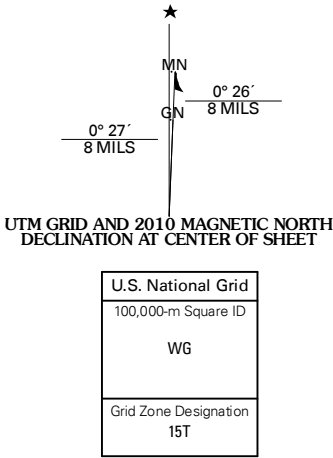 MN
0° 26´
8 MILS
GN
0° 27´
8 MILS
UTM GRID AND 2010 MAGNETIC NORTH
DECLINATION AT CENTER OF SHEET
U.S. National Grid
100,000-m Square ID
WG
Grid Zone Designation
15T